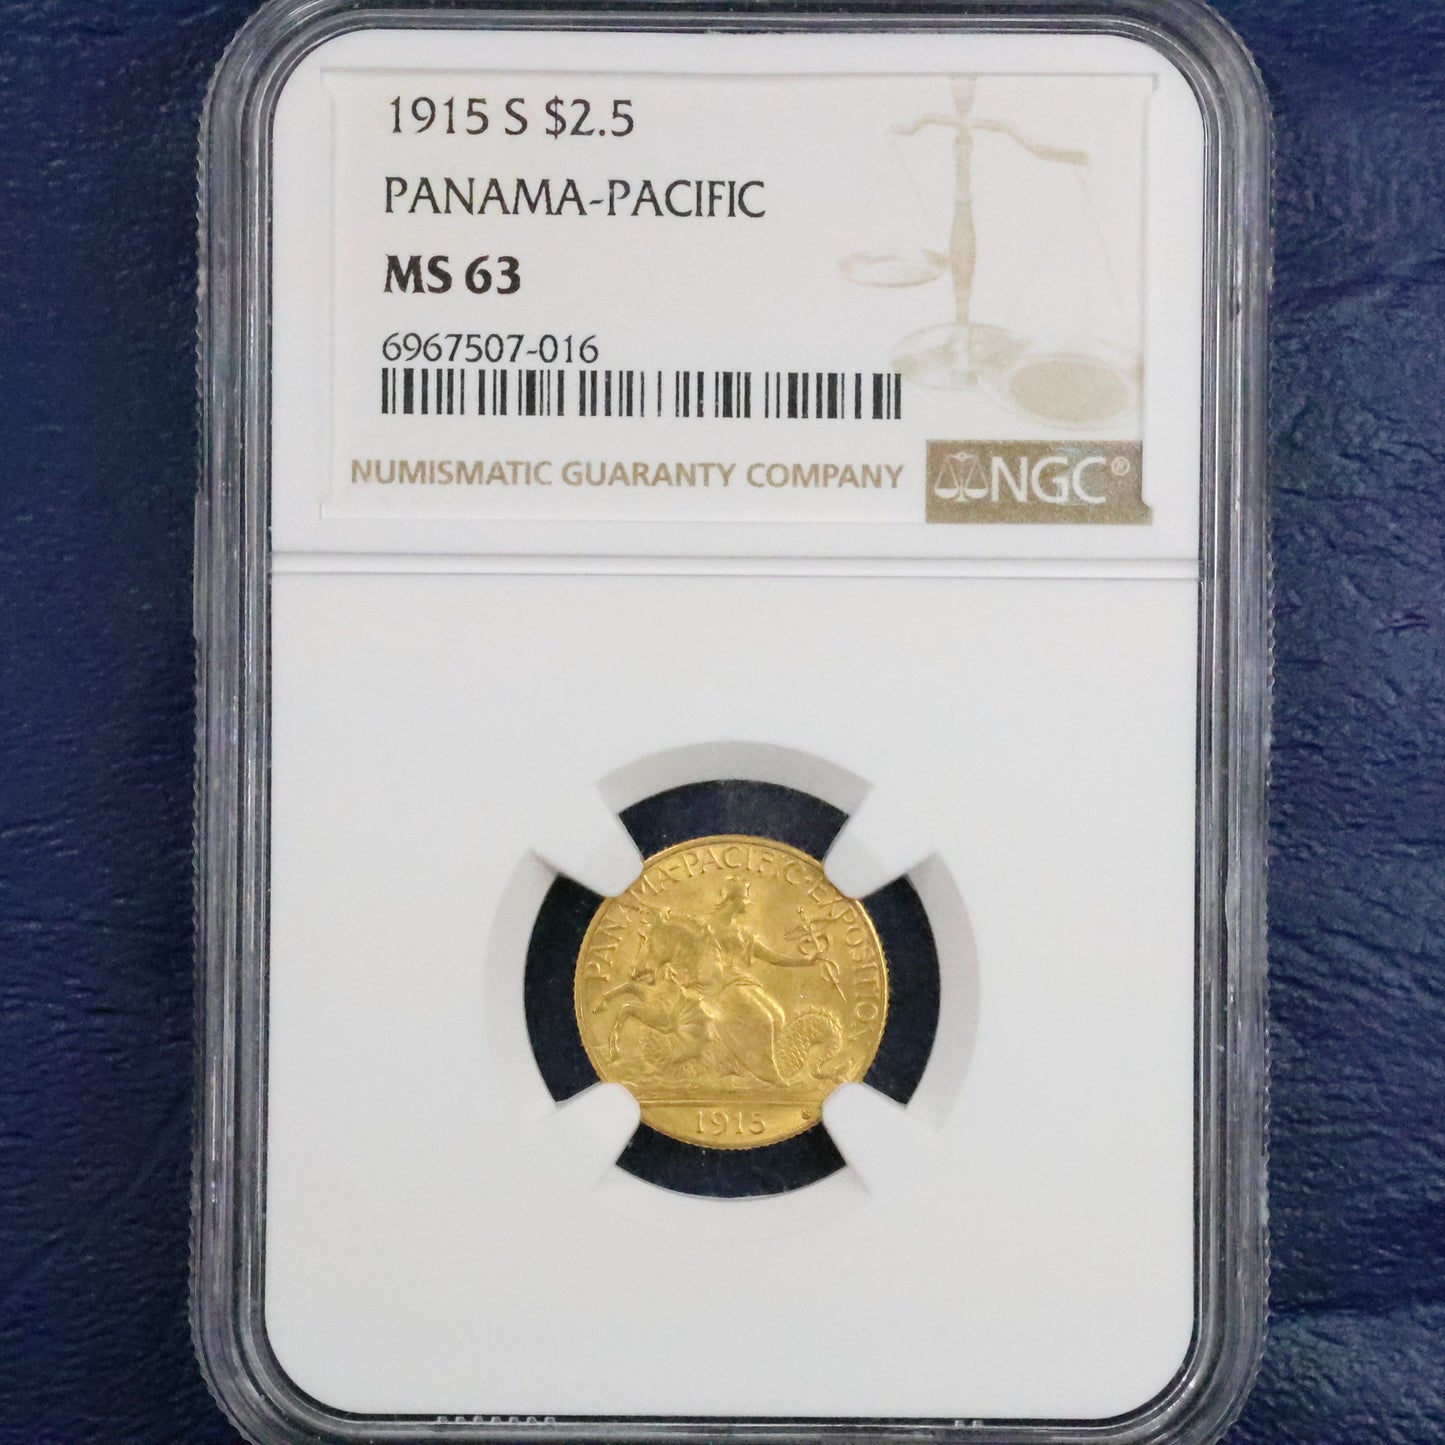 1915 S $2.5
PANAMA-PACIFIC
MS 63
6967507-016
NUMISMATIC GUARANTY COMPANY
NGC®
PANAMA-PACIFIC-EXPOSITION
1915 S